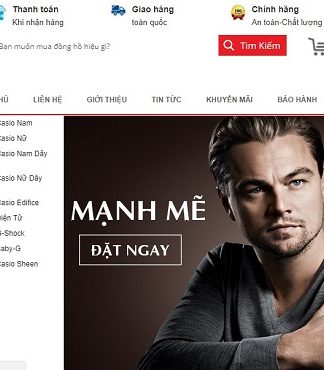 Thanh toán
Khi nhận hàng
Giao hàng
toàn quốc
Chính hãng
An toàn-Chất lượng
Bạn muốn mua đồng hồ hiệu gì?
Tìm Kiếm
HỦ
LIÊN HỆ
GIỚI THIỆU
TIN TỨC
KHUYẾN MÃI
BẢO HÀNH
Casio Nam
Casio Nữ
Casio Nam Dây
Casio Nữ Dây
Casio Edifice
Điện Tử
G-Shock
Baby-G
Casio Sheen
MẠNH MẼ
ĐẶT NGAY